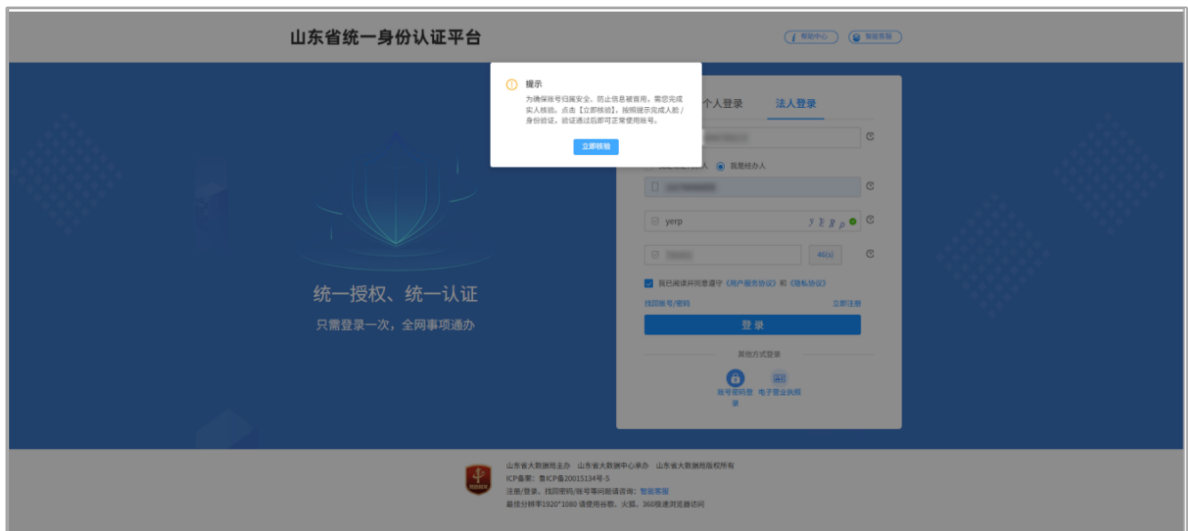 山东省统一身份认证平台
帮助中心
智能客服
提示
为确保账号归属安全、防止信息被冒用，需您完成
实人核验。点击【立即核验】，按照提示完成人脸/
身份验证，验证通过后即可正常使用账号。
立即核验
个人登录
法人登录
我是经办人
yerp
46(s)
我已阅读并同意遵守《用户服务协议》和《隐私协议》
找回账号/密码
立即注册
登 录
其他方式登录
账号密码登
录
电子营业执照
统一授权、统一认证
只需登录一次，全网事项通办
山东省大数据局主办 山东省大数据中心承办 山东省大数据局版权所有
ICP备案：鲁ICP备20015134号-5
注册/登录、找回密码/账号等问题请咨询：智能客服
最佳分辨率1920*1080 请使用谷歌、火狐、360极速浏览器访问